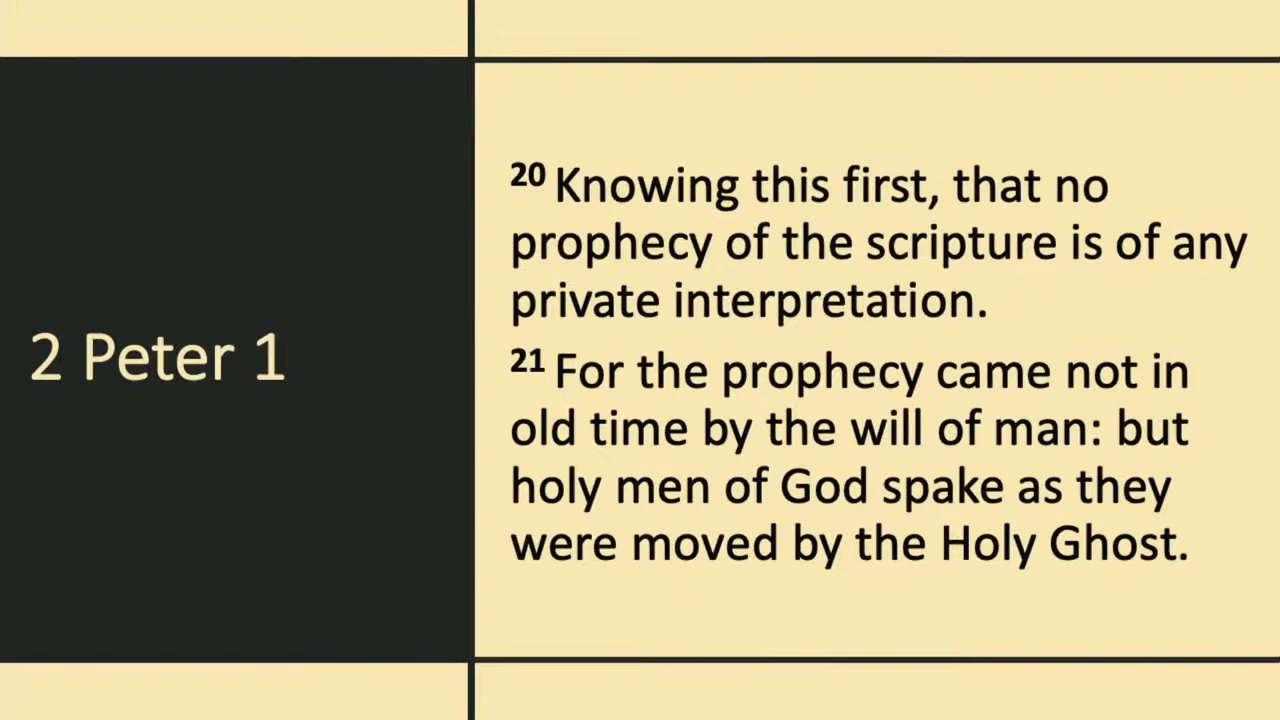 2 Peter 1
20 Knowing this first, that no
prophecy of the scripture is of any
private interpretation.
21 For the prophecy came not in
old time by the will of man: but
holy men of God spake as they
were moved by the Holy Ghost.